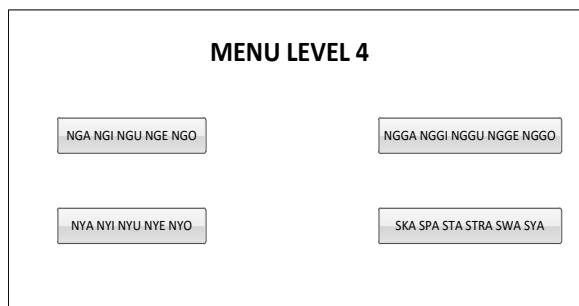 MENU LEVEL 4
NGA NGI NGU NGE NGO
NGGA NGGI NGGU NGGE NGGO
NYA NYI NYU NYE NYO
SKA SPA STA STRA SWA SYA